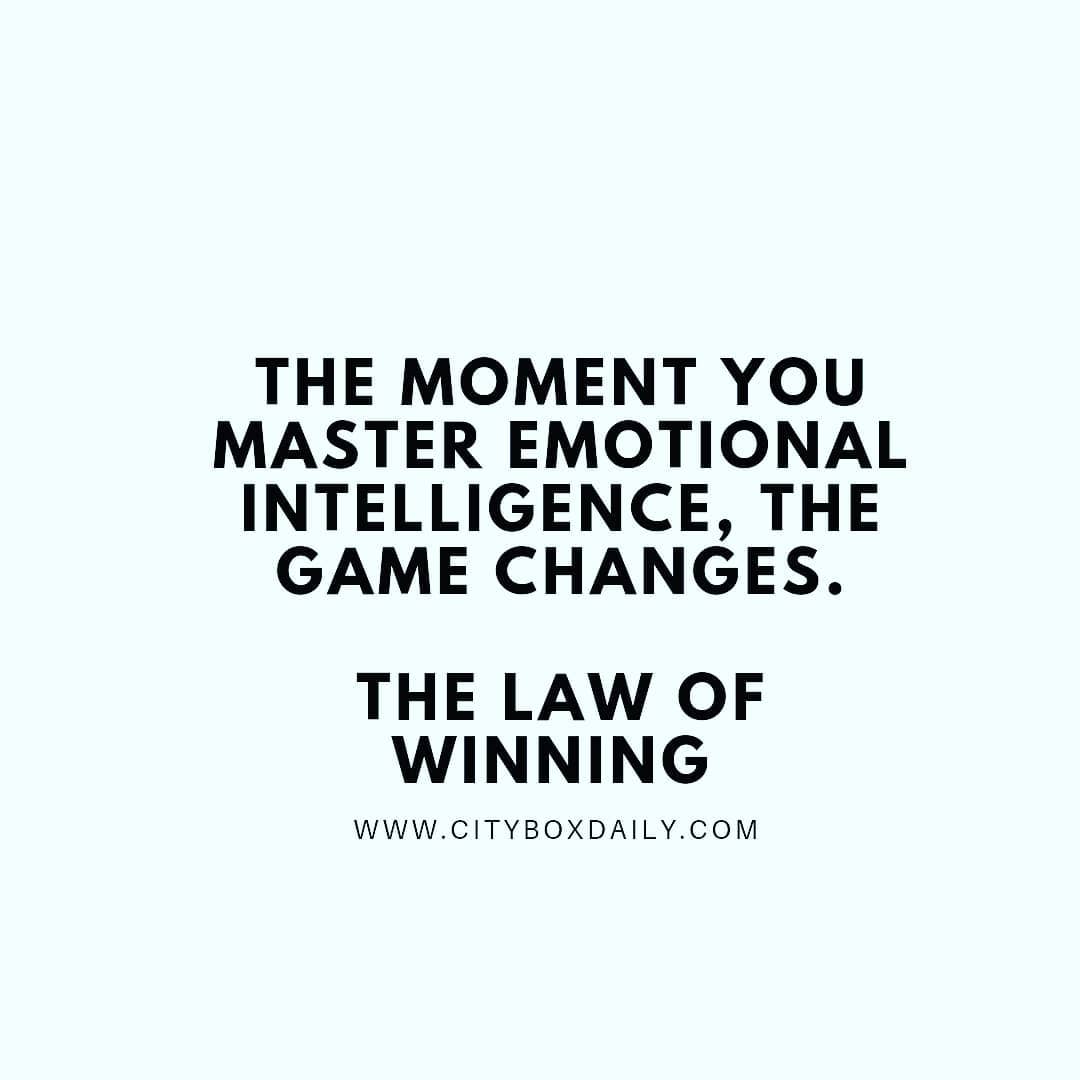 THE MOMENT YOU
MASTER EMOTIONAL
INTELLIGENCE, THE
GAME CHANGES.
THE LAW OF
WINNING
WWW.CITYBOXDAILY.COM